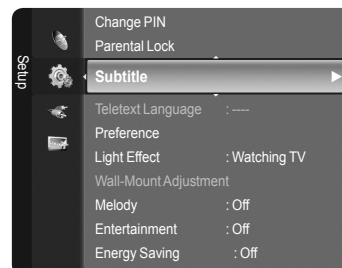 Setup
Change PIN
Parental Lock
Subtitle
Teletext Language : ----
Preference
Light Effect : Watching TV
Wall-Mount Adjustment
Melody : Off
Entertainment : Off
Energy Saving : Off